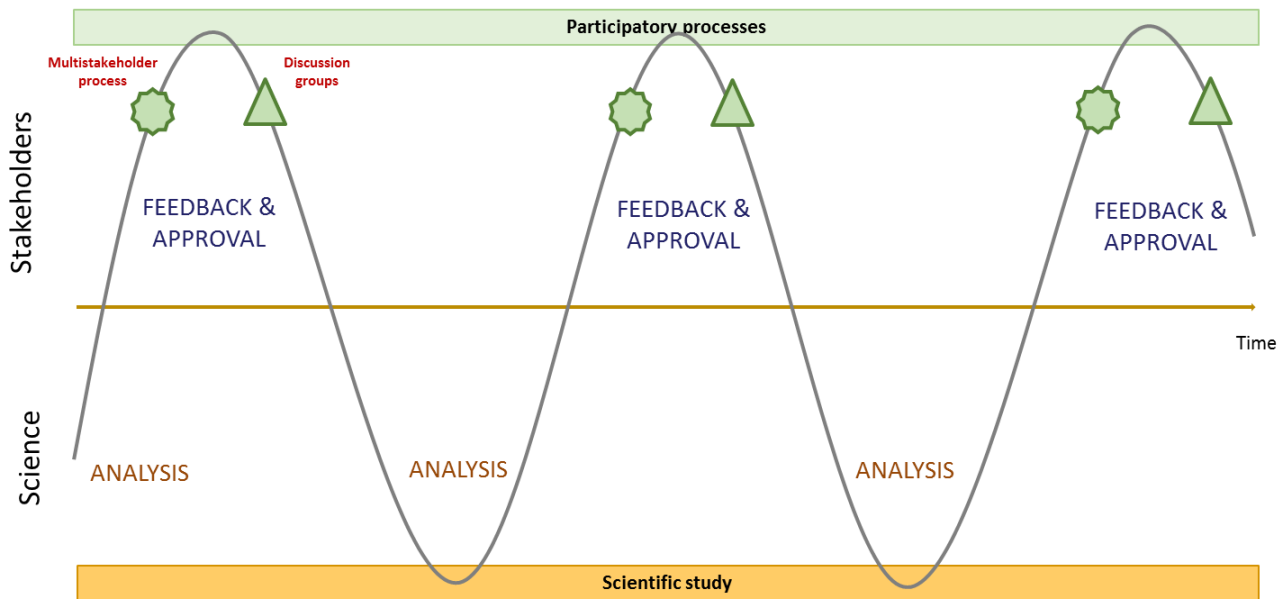 Participatory processes
Multistakeholder
process
Discussion
groups
Stakeholders
FEEDBACK &
APPROVAL
FEEDBACK &
APPROVAL
FEEDBACK &
APPROVAL
Time
Science
ANALYSIS
ANALYSIS
ANALYSIS
Scientific study